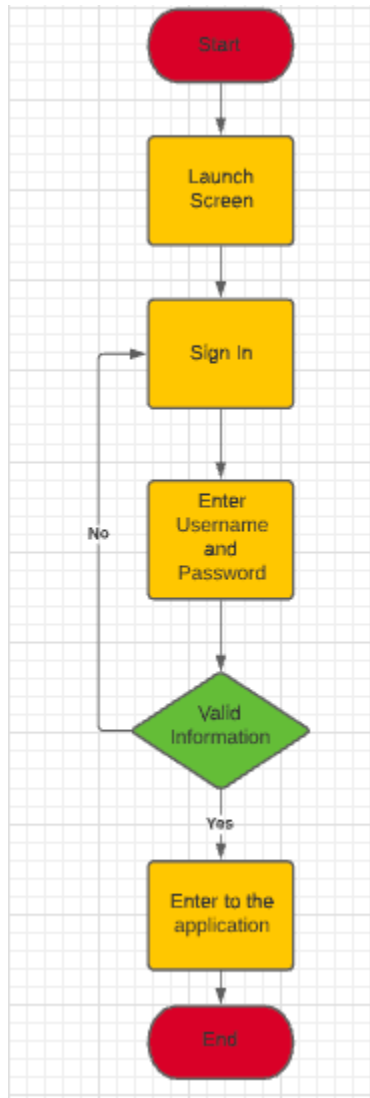 Start
Launch
Screen
Sign In
Enter
Username
and
Password
No
Valid
Information
Yes
Enter to the
application
End